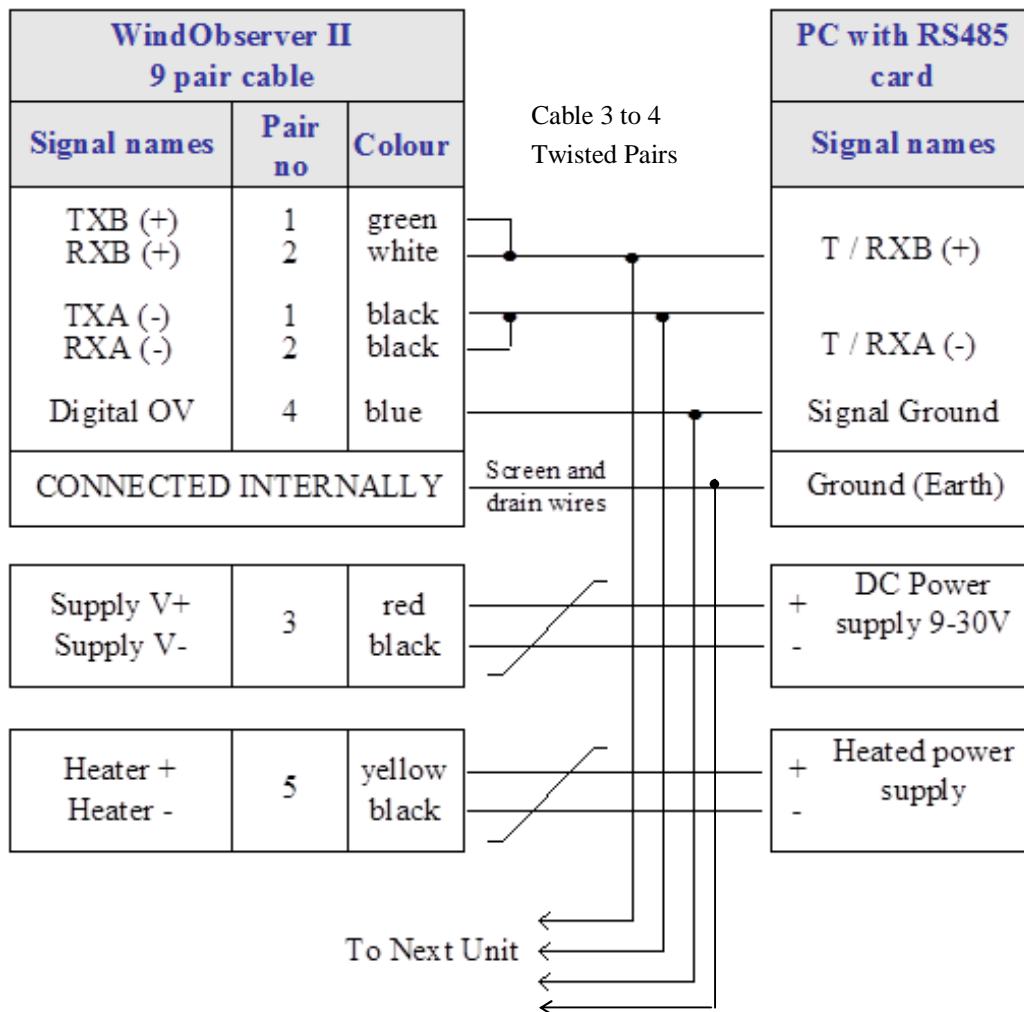 WindObserver II
9 pair cable
PC with RS485
card
Cable 3 to 4
Twisted Pairs
Signal names
Pair
no
Colour
Signal names
TXB (+) 1 green
RXB (+) 2 white
T / RXB (+)
TXA (-) 1 black
RXA (-) 2 black
T / RXA (-)
Digital OV 4 blue
Signal Ground
CONNECTED INTERNALLY
Screen and
drain wires
Ground (Earth)
Supply V+
Supply V-
3
red
black
+
-
DC Power
supply 9-30V
Heater +
Heater -
5
yellow
black
+
-
Heated power
supply
To Next Unit